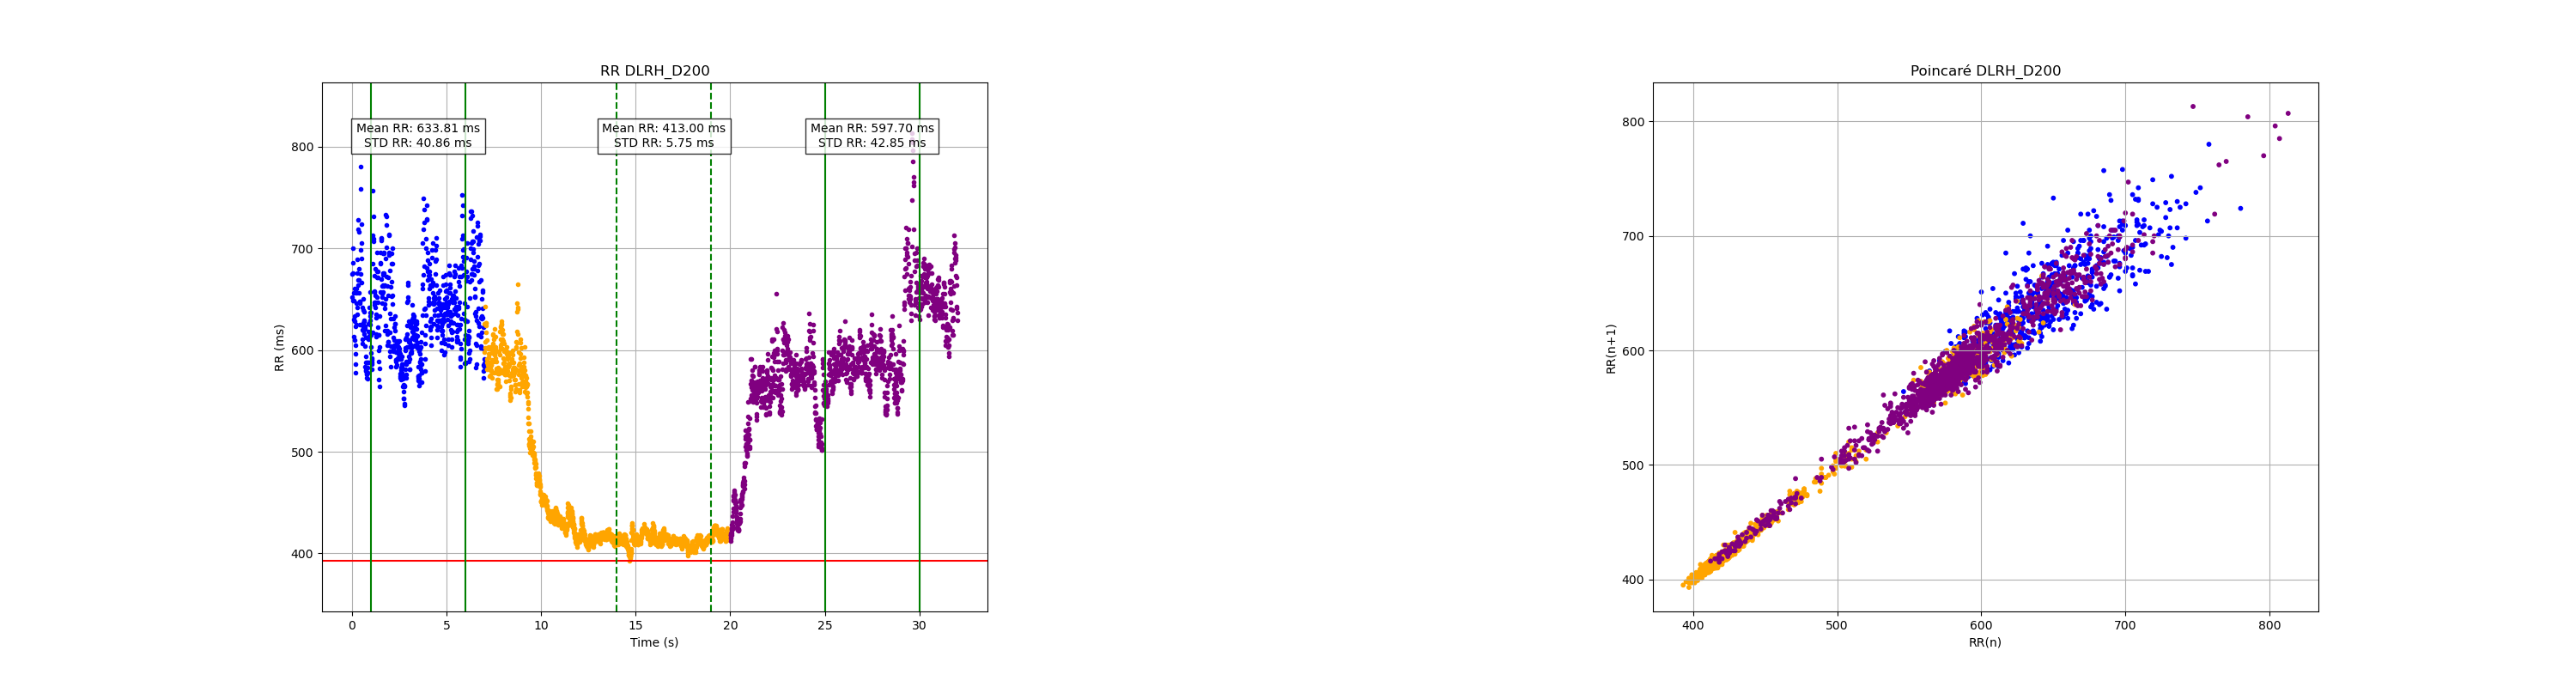 RR DLRH_D200
Mean RR: 633.81 ms
STD RR: 40.86 ms
Mean RR: 413.00 ms
STD RR: 5.75 ms
Mean RR: 597.70 ms
STD RR: 42.85 ms
800
700
600
500
400
RR (ms)
0 5 10 15 20 25 30
Time (s)
Poincaré DLRH_D200
800
700
600
500
400
RR(n+1)
400 500 600 700 800
RR(n)